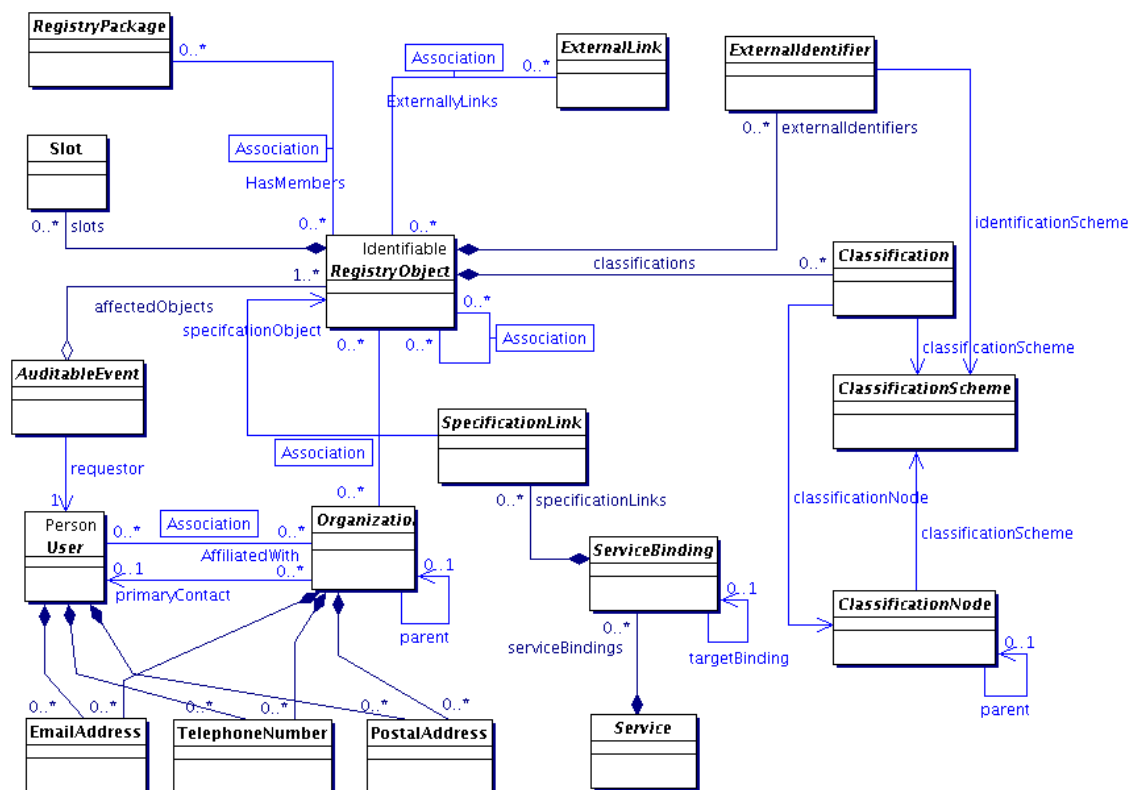 RegistryPackage
0..*
Association
ExternallyLinks
0..*
ExternalLink
ExternalIdentifier
0..* externalIdentifiers
Slot
0..* slots
Association
HasMembers
0..*
0..*
identificationScheme
Identifiable
RegistryObject
classifications
0..*
Classification
1..*
affectedObjects
specifcationObject
0..*
0..*
0..*
Association
classificationScheme
AuditableEvent
ClassificationScheme
SpecificationLink
Association
requestor
1
0..*
0..* specificationLinks
classificationNode
classificationScheme
Person
User
0..*
Association
0..*
AffiliatedWith
Organization
0..1
primaryContact
0..*
0..1
parent
ServiceBinding
0..1
targetBinding
0..*
serviceBindings
ClassificationNode
0..1
parent
0..*
0..*
0..*
0..*
0..*
0..*
EmailAddress
TelephoneNumber
PostalAddress
Service